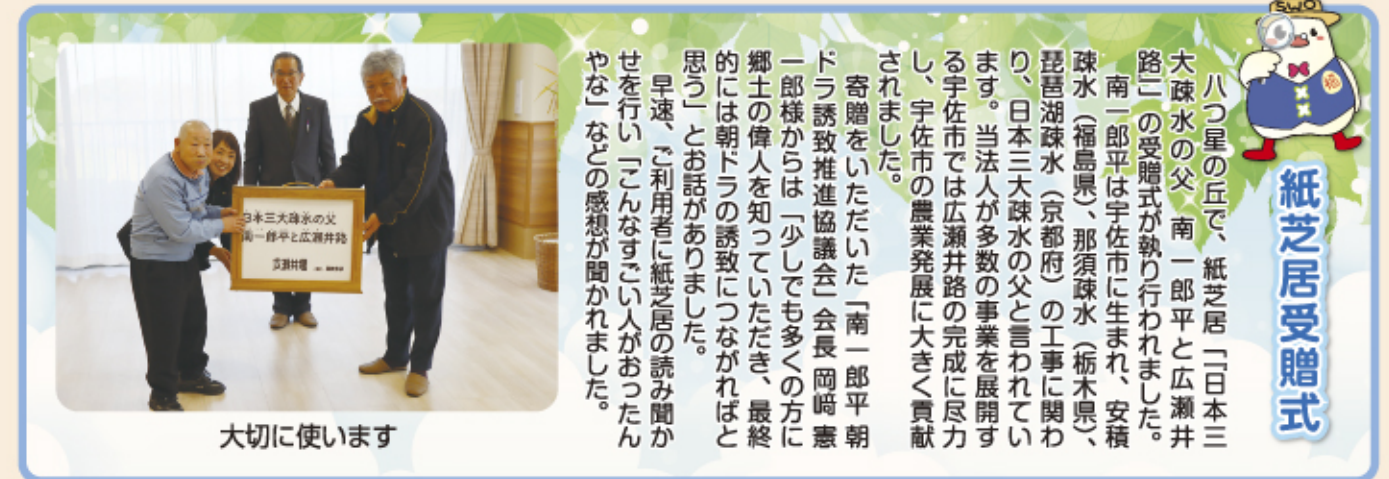 紙芝居受贈式
SWO
福
　八つ星の丘で、紙芝居「『日本三
大疎水の父　南　一郎平と広瀬井
路』」の受贈式が執り行われました。
　南一郎平は宇佐市に生まれ、安積
疎水（福島県）、那須疎水（栃木県）、
琵琶湖疎水（京都府）の工事に関わ
り、日本三大疎水の父と言われてい
ます。当法人が多数の事業を展開す
る宇佐市では広瀬井路の完成に尽力
し、宇佐市の農業発展に大きく貢献
されました。
　寄贈をいただいた「南一郎平　朝
ドラ誘致推進協議会」会長　岡﨑　憲
一郎様からは「少しでも多くの方に
郷土の偉人を知っていただき、最終
的には朝ドラの誘致につながればと
思う」とお話がありました。
　早速、ご利用者に紙芝居の読み聞か
せを行い「こんなすごい人がおったん
やな」などの感想が聞かれました。
日本三大疎水の父
南一郎平と広瀬井路
大切に使います